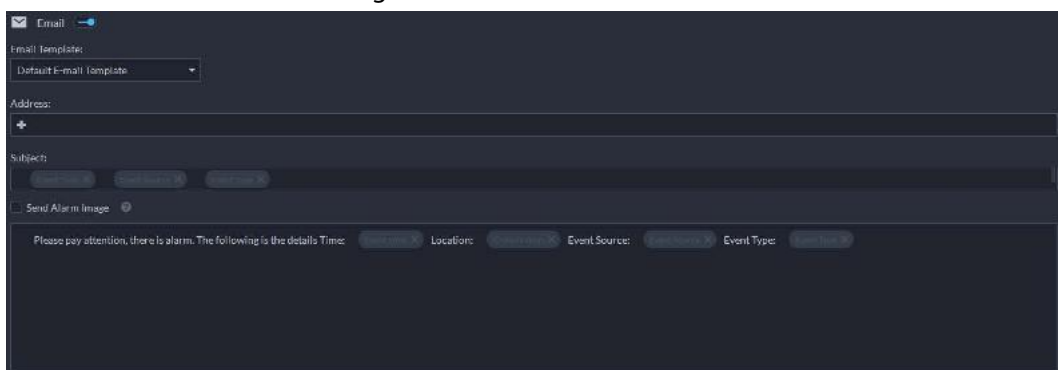 Email
Email Template:
Default E-mail Template
Address:
Subject:
Send Alarm Image
Please pay attention, there is alarm. The following is the details Time: Location: Event Source: Event Type: